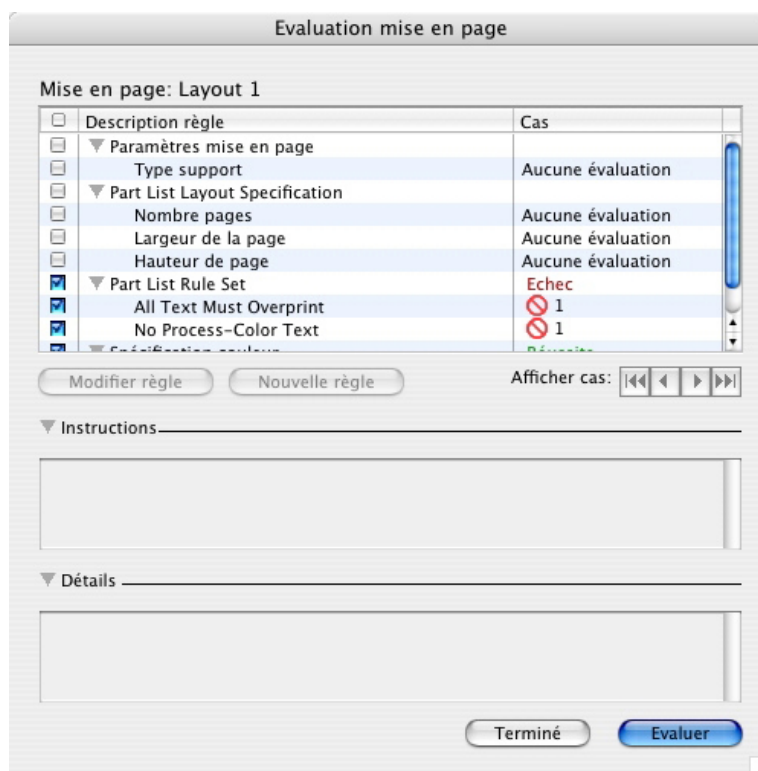 Evaluation mise en page
Mise en page: Layout 1
Description règle Cas
Paramètres mise en page
Type support Aucune évaluation
Part List Layout Specification
Nombre pages Aucune évaluation
Largeur de la page Aucune évaluation
Hauteur de page Aucune évaluation
Part List Rule Set Echec
All Text Must Overprint 1
No Process-Color Text 1
Spécification couleur Réussite
Modifier règle Nouvelle règle Afficher cas:
Instructions
Détails
Terminé Evaluer